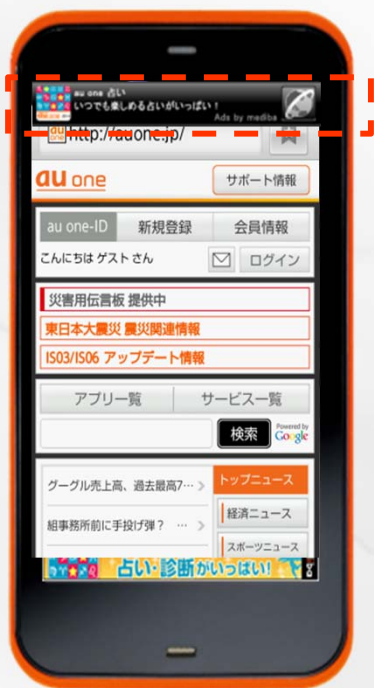 au one 占い
いつでも楽しめる占いがいっぱい!
Ads by mediba
http://auone.jp/
au one
サポート情報
au one-ID 新規登録 会員情報
こんにちは ゲスト さん ログイン
災害用伝言板 提供中
東日本大震災 震災関連情報
IS03/IS06 アップデート情報
アプリ一覧 サービス一覧
検索 Powered by Google
グーグル売上高、過去最高7… トップニュース
組事務所前に手投げ弾? … 経済ニュース
スポーツニュース
占い・診断がいっぱい!